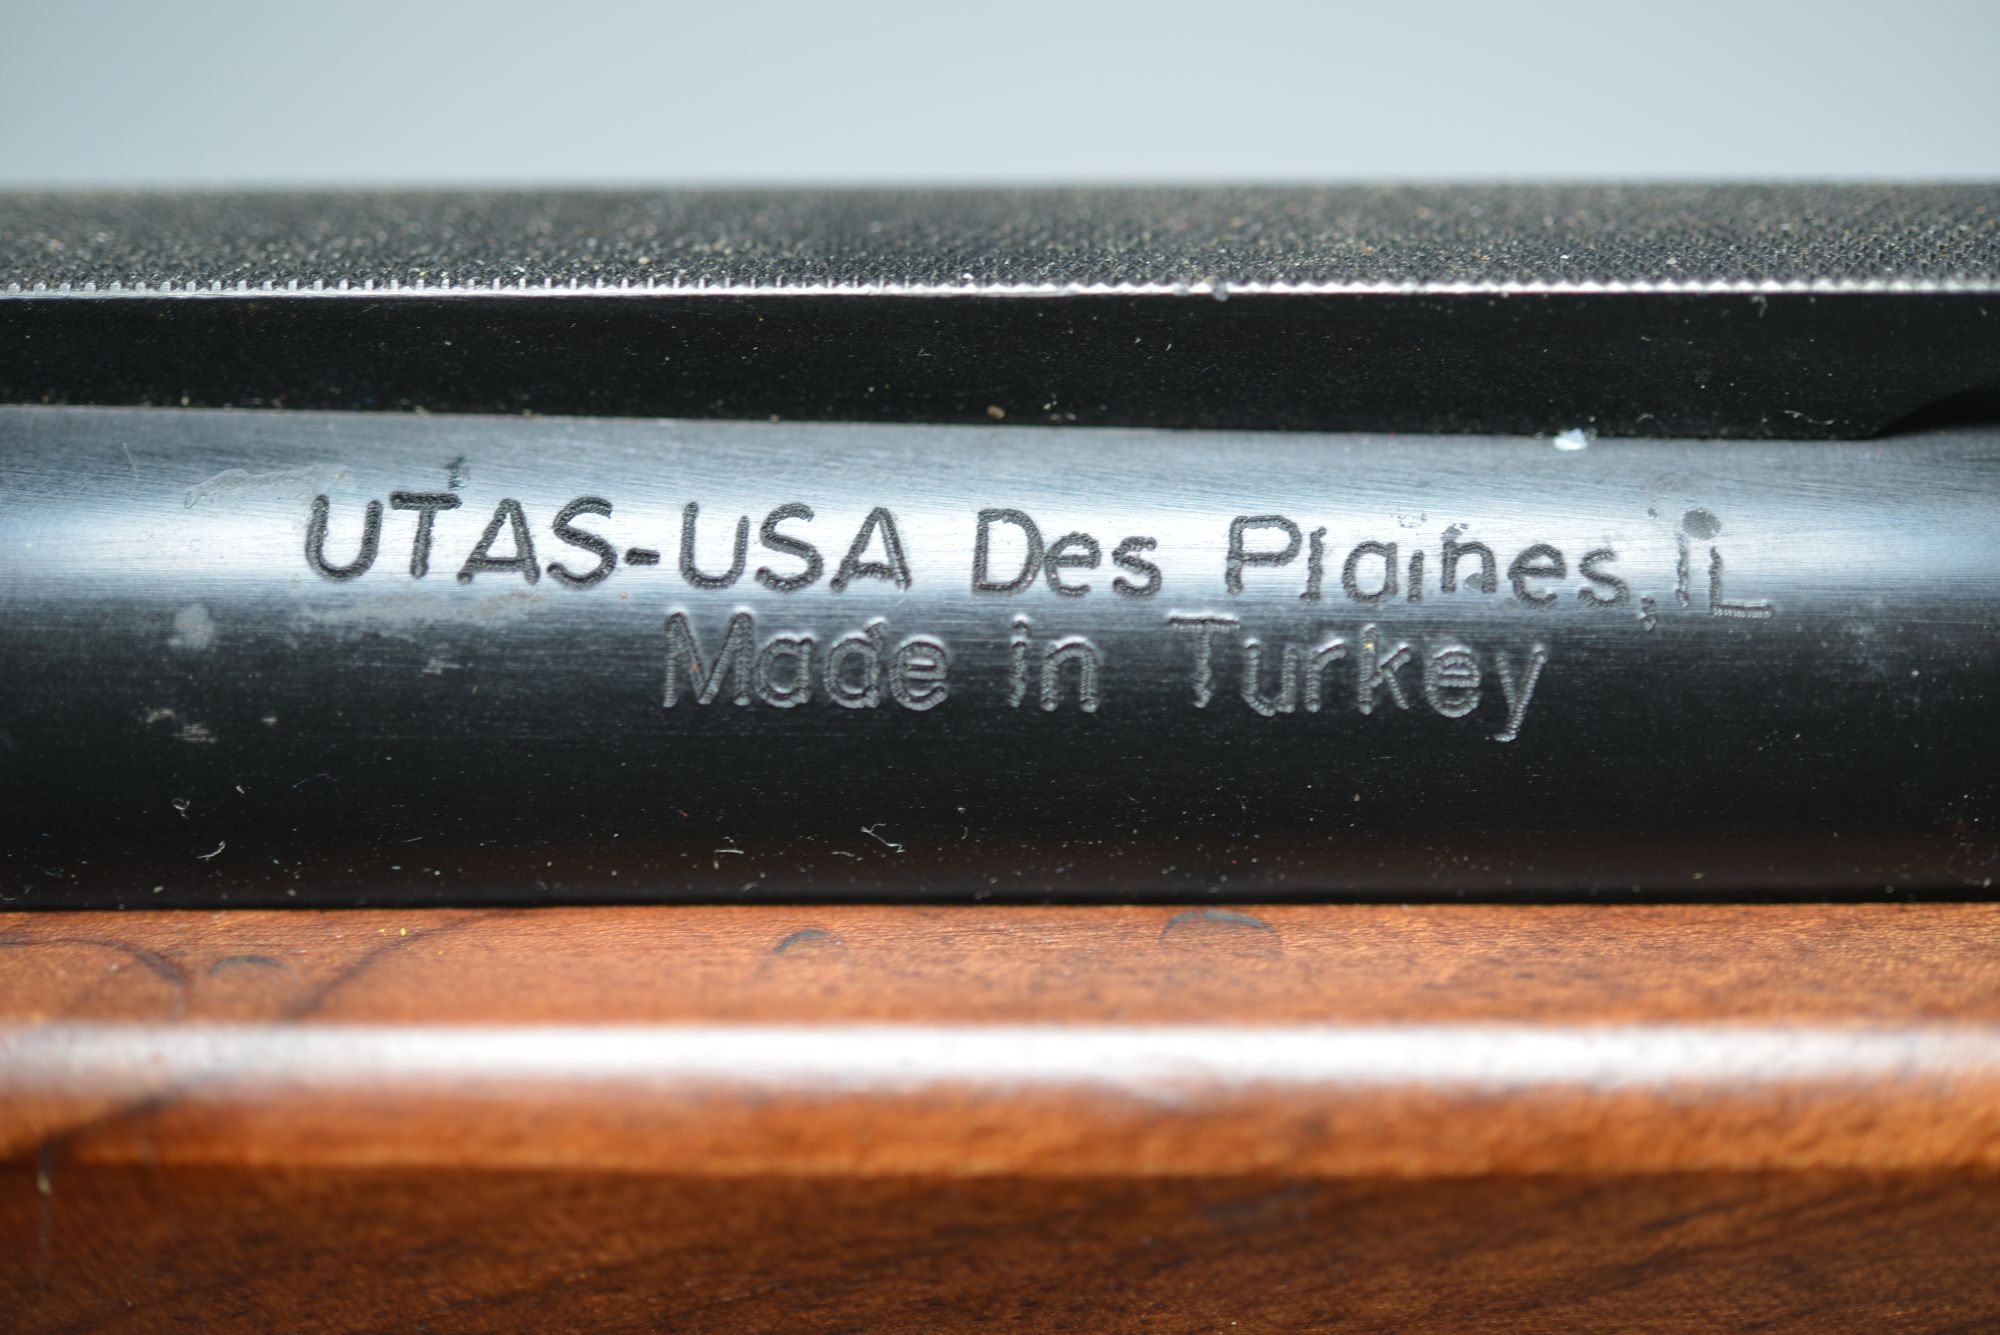 UTAS-USA Des Plaines, IL
Made in Turkey